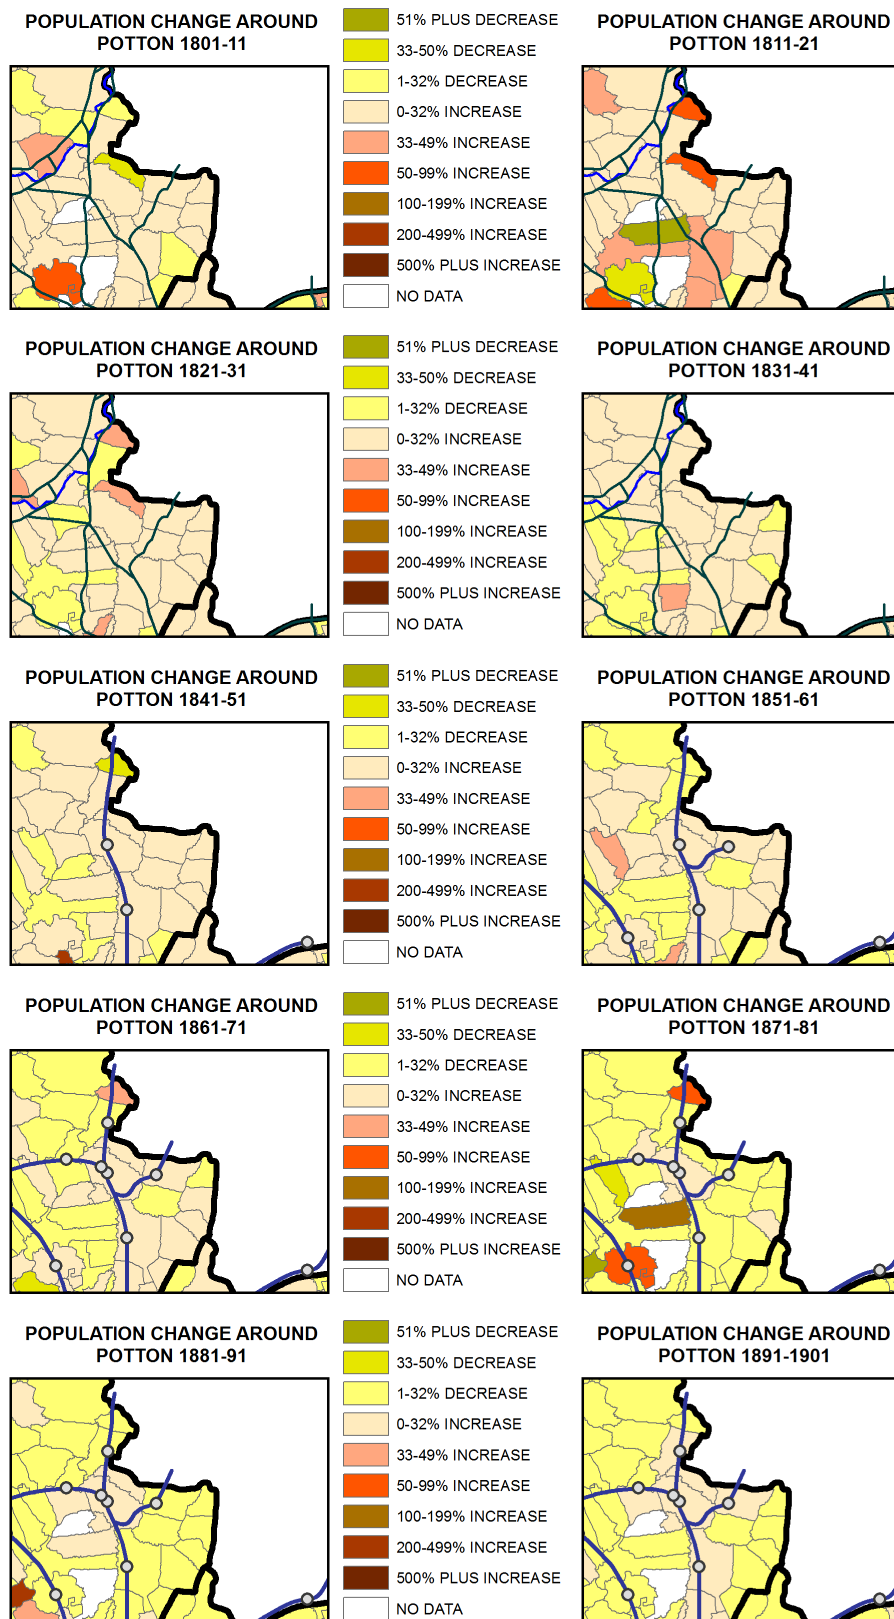 POPULATION CHANGE AROUND
POTTON 1801-11
51% PLUS DECREASE
33-50% DECREASE
1-32% DECREASE
0-32% INCREASE
33-49% INCREASE
50-99% INCREASE
100-199% INCREASE
200-499% INCREASE
500% PLUS INCREASE
NO DATA
POPULATION CHANGE AROUND
POTTON 1811-21
POPULATION CHANGE AROUND
POTTON 1821-31
51% PLUS DECREASE
33-50% DECREASE
1-32% DECREASE
0-32% INCREASE
33-49% INCREASE
50-99% INCREASE
100-199% INCREASE
200-499% INCREASE
500% PLUS INCREASE
NO DATA
POPULATION CHANGE AROUND
POTTON 1831-41
POPULATION CHANGE AROUND
POTTON 1841-51
51% PLUS DECREASE
33-50% DECREASE
1-32% DECREASE
0-32% INCREASE
33-49% INCREASE
50-99% INCREASE
100-199% INCREASE
200-499% INCREASE
500% PLUS INCREASE
NO DATA
POPULATION CHANGE AROUND
POTTON 1851-61
POPULATION CHANGE AROUND
POTTON 1861-71
51% PLUS DECREASE
33-50% DECREASE
1-32% DECREASE
0-32% INCREASE
33-49% INCREASE
50-99% INCREASE
100-199% INCREASE
200-499% INCREASE
500% PLUS INCREASE
NO DATA
POPULATION CHANGE AROUND
POTTON 1871-81
POPULATION CHANGE AROUND
POTTON 1881-91
51% PLUS DECREASE
33-50% DECREASE
1-32% DECREASE
0-32% INCREASE
33-49% INCREASE
50-99% INCREASE
100-199% INCREASE
200-499% INCREASE
500% PLUS INCREASE
NO DATA
POPULATION CHANGE AROUND
POTTON 1891-1901